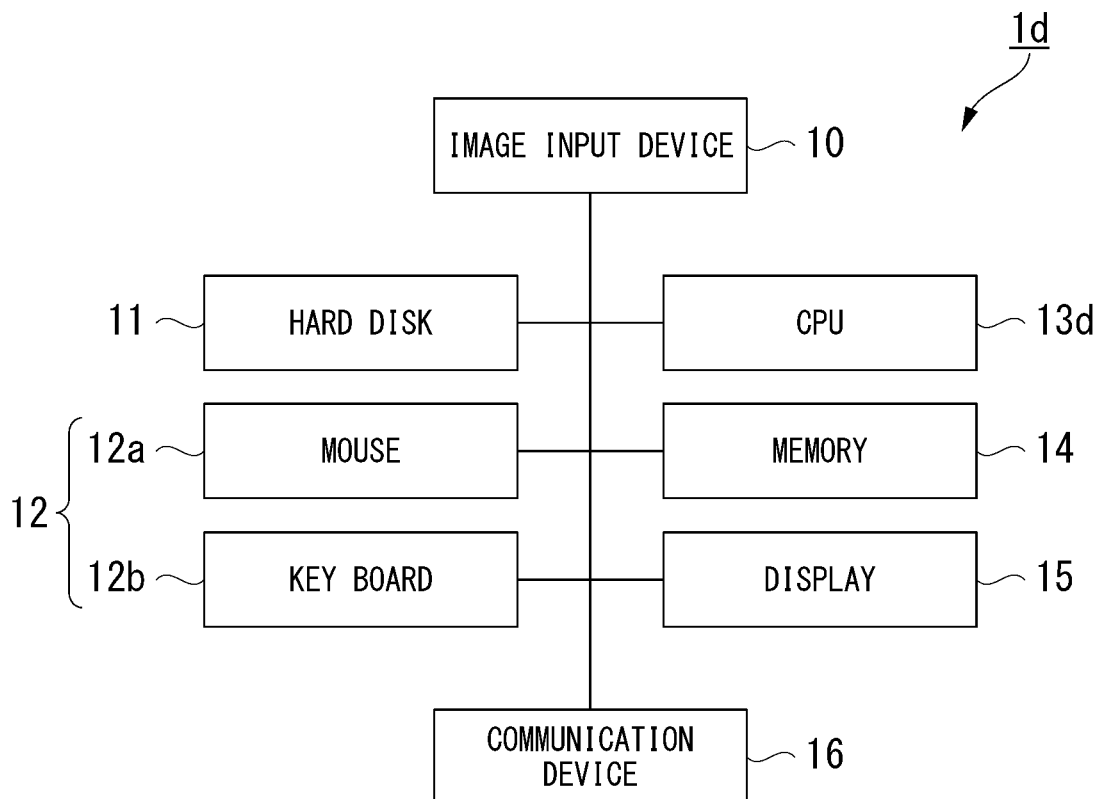 1d
IMAGE INPUT DEVICE 10
11 HARD DISK CPU 13d
12a MOUSE MEMORY 14
12
12b KEY BOARD DISPLAY 15
COMMUNICATION
DEVICE 16